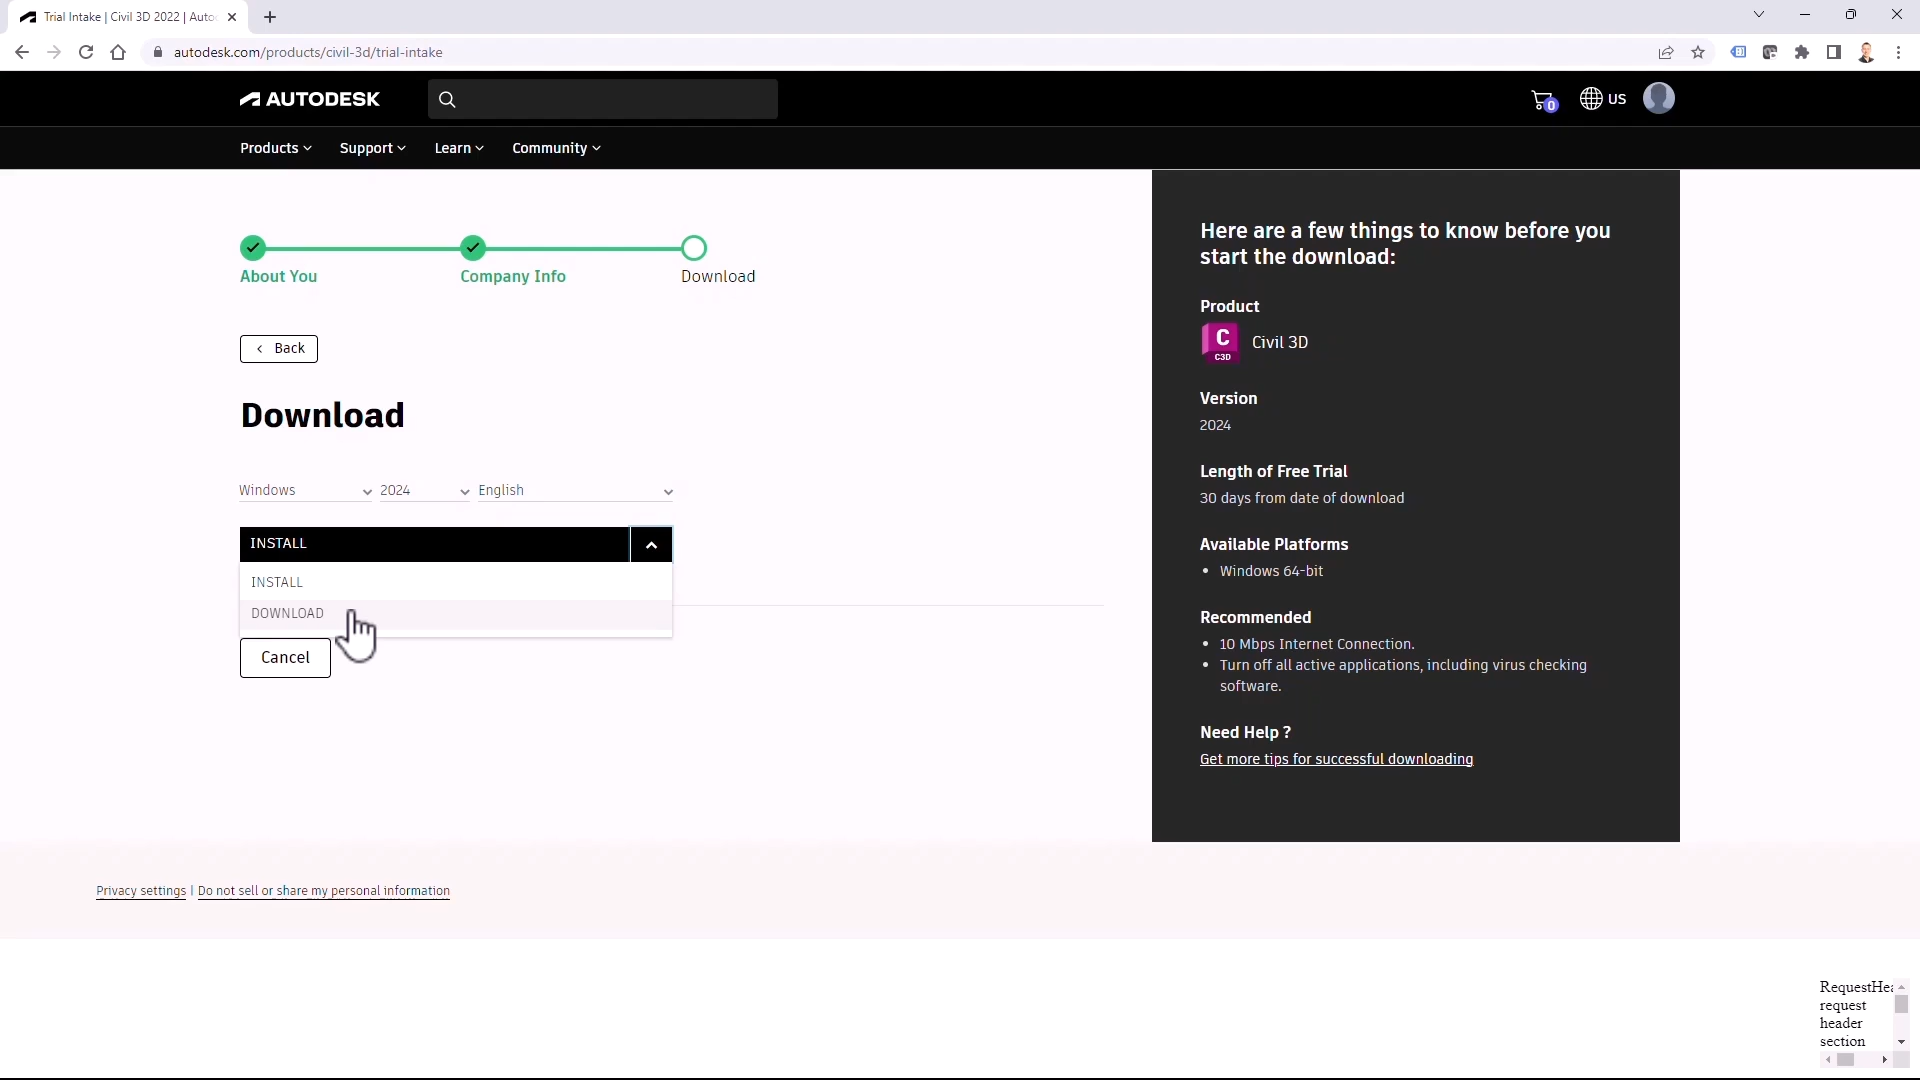 Trial Intake | Civil 3D 2022 | Auto
autodesk.com/products/civil-3d/trial-intake
AUTODESK
0
US
Products
Support
Learn
Community
About You
Company Info
Download
Back
Download
Windows
2024
English
INSTALL
INSTALL
DOWNLOAD
Cancel
Here are a few things to know before you
start the download:
Product
C
C3D
Civil 3D
Version
2024
Length of Free Trial
30 days from date of download
Available Platforms
• Windows 64-bit
Recommended
• 10 Mbps Internet Connection.
• Turn off all active applications, including virus checking
software.
Need Help ?
Get more tips for successful downloading
Privacy settings | Do not sell or share my personal information
RequestHea
request
header
section